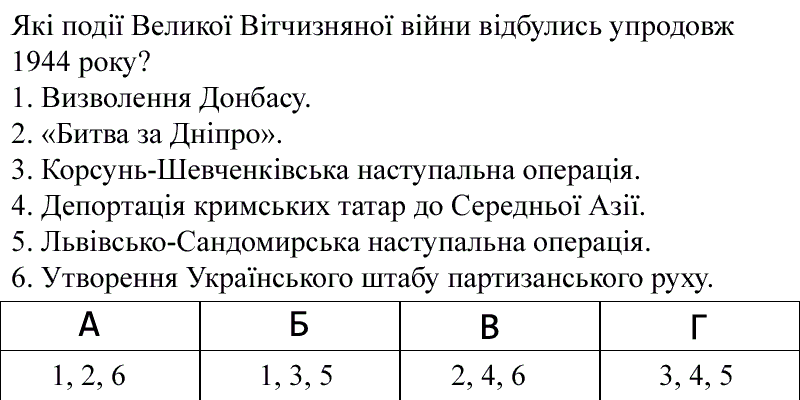 Які події Великої Вітчизняної війни відбулись упродовж
1944 року?
1. Визволення Донбасу.
2. «Битва за Дніпро».
3. Корсунь-Шевченківська наступальна операція.
4. Депортація кримських татар до Середньої Азії.
5. Львівсько-Сандомирська наступальна операція.
6. Утворення Українського штабу партизанського руху.
А Б В Г
1, 2, 6 1, 3, 5 2, 4, 6 3, 4, 5